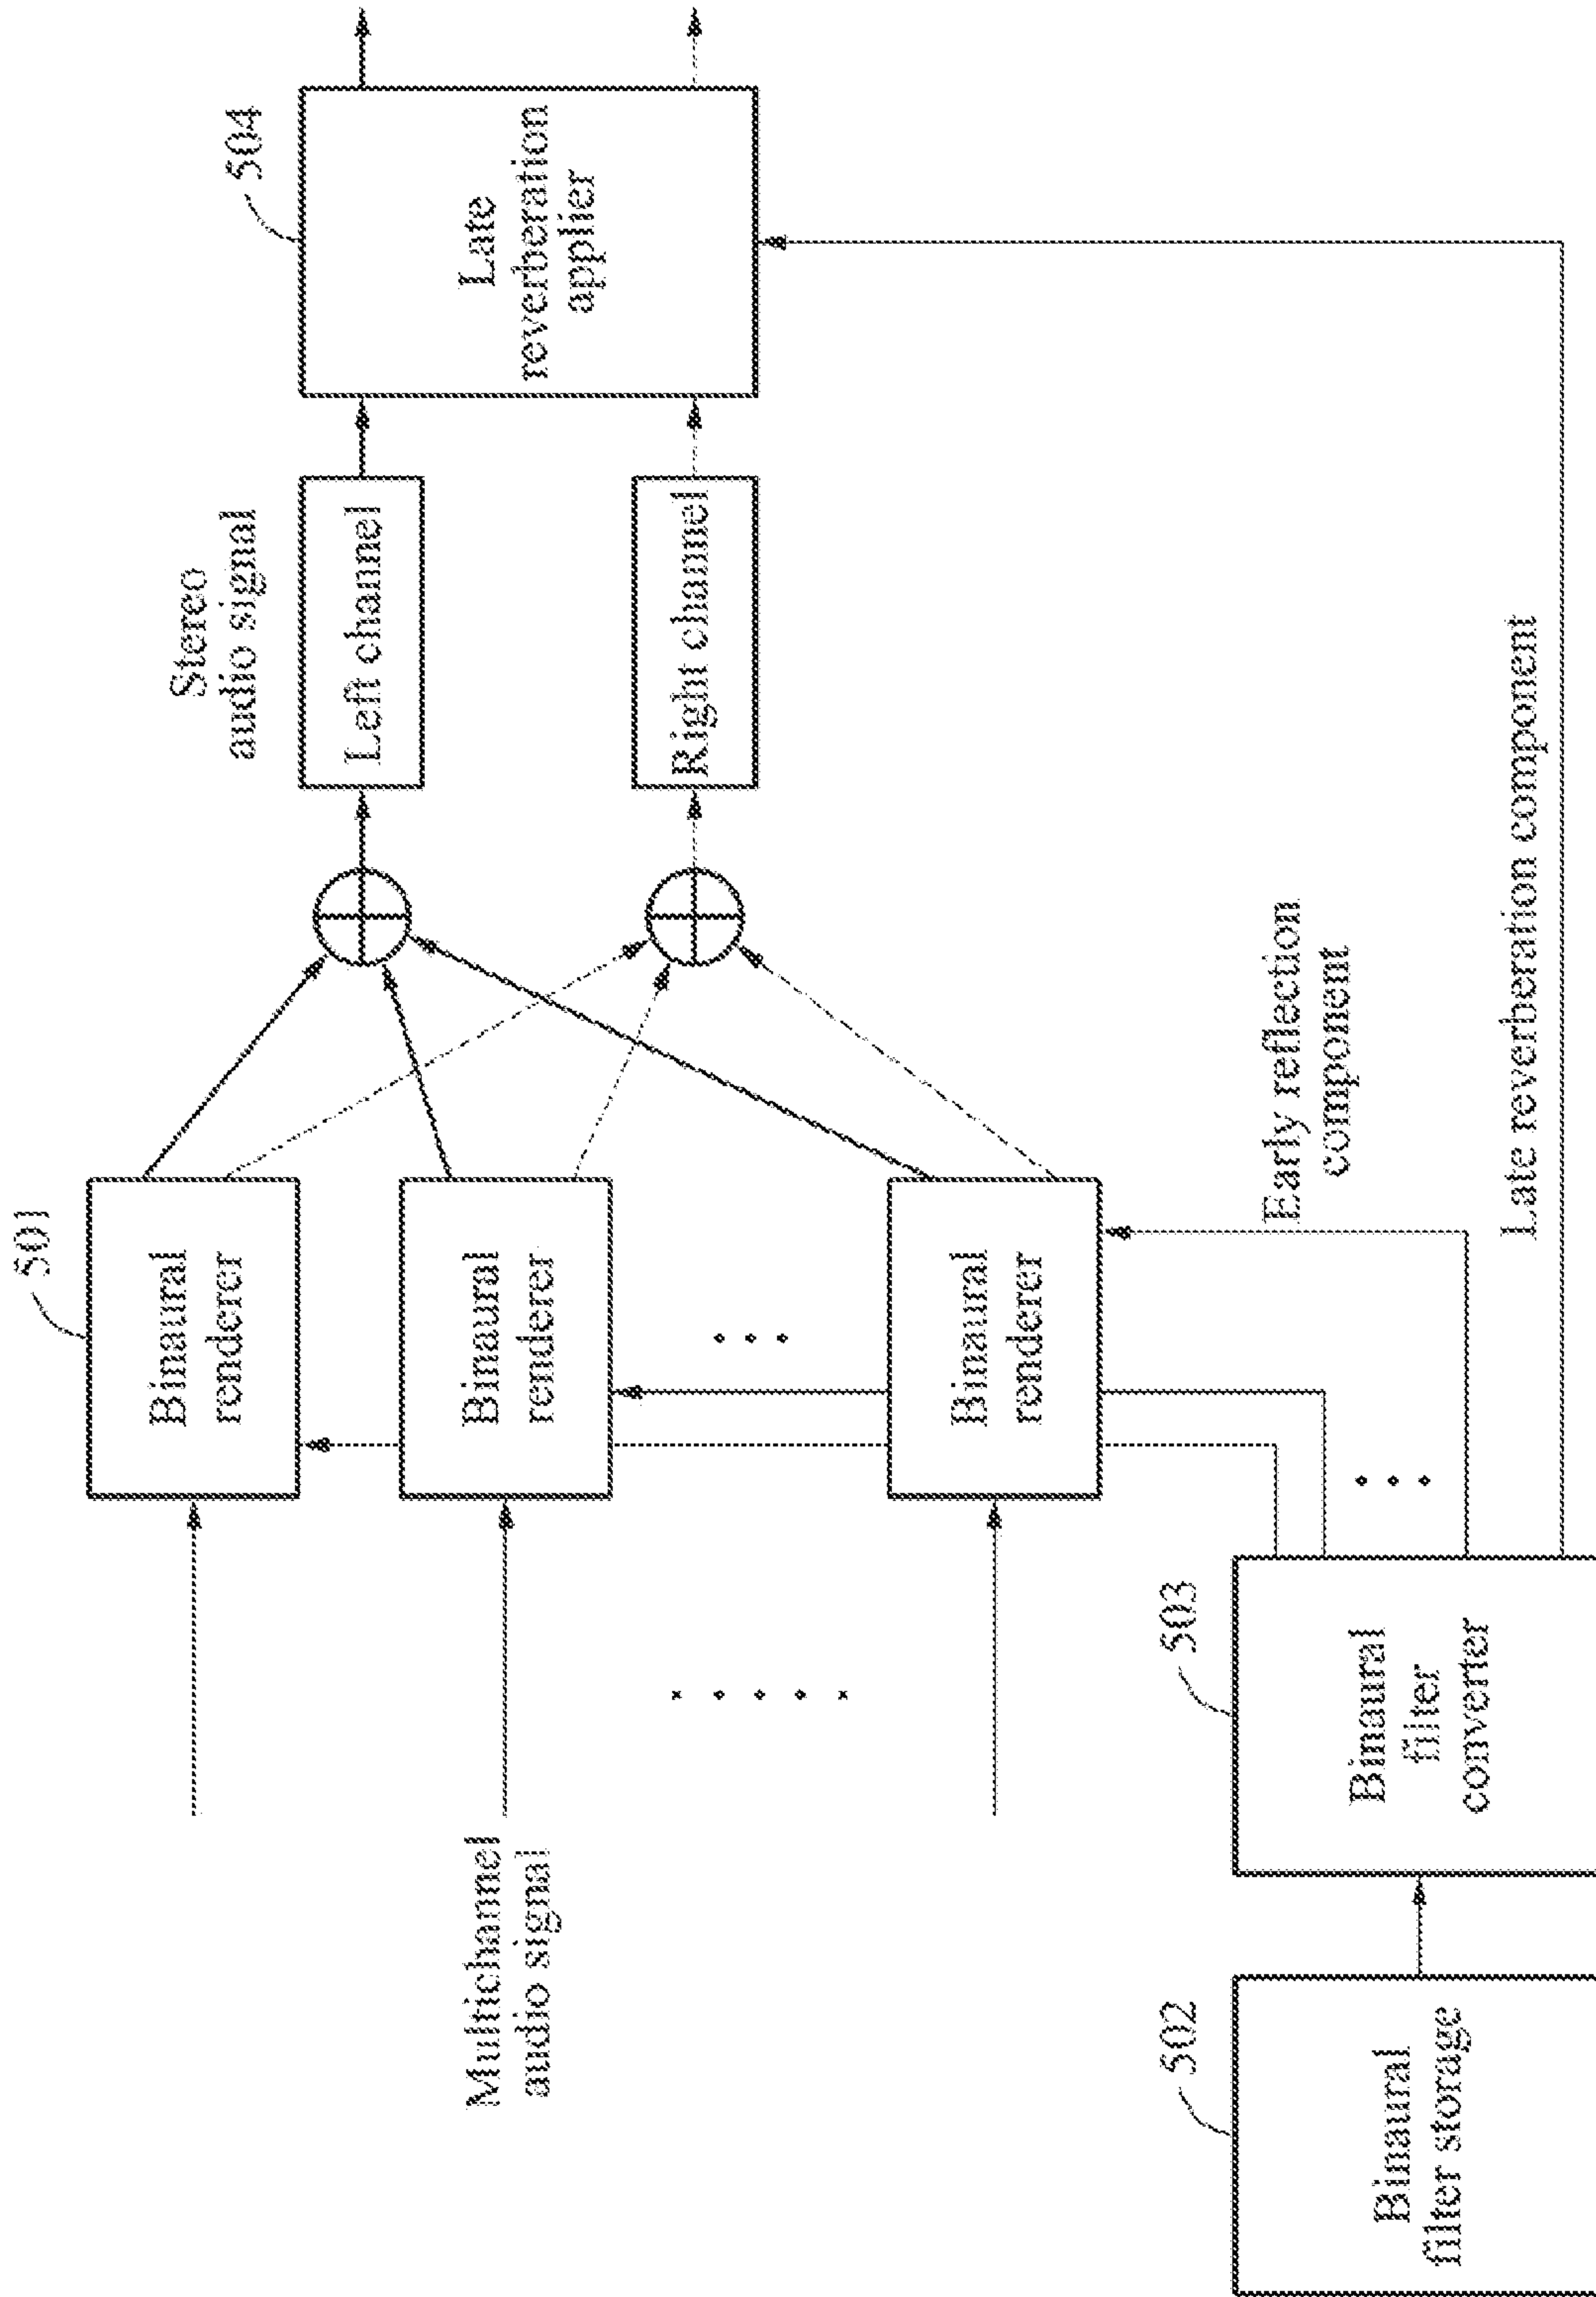 501
Binaural
renderer
Stereo
audio signal
Left channel
504
Late
reverberation
applier
Multichannel
audio signal
Binaural
renderer
Right channel
Binaural
renderer
Early reflection
component
502
Binaural
filter storage
503
Binaural
filter
converter
Late reverberation component